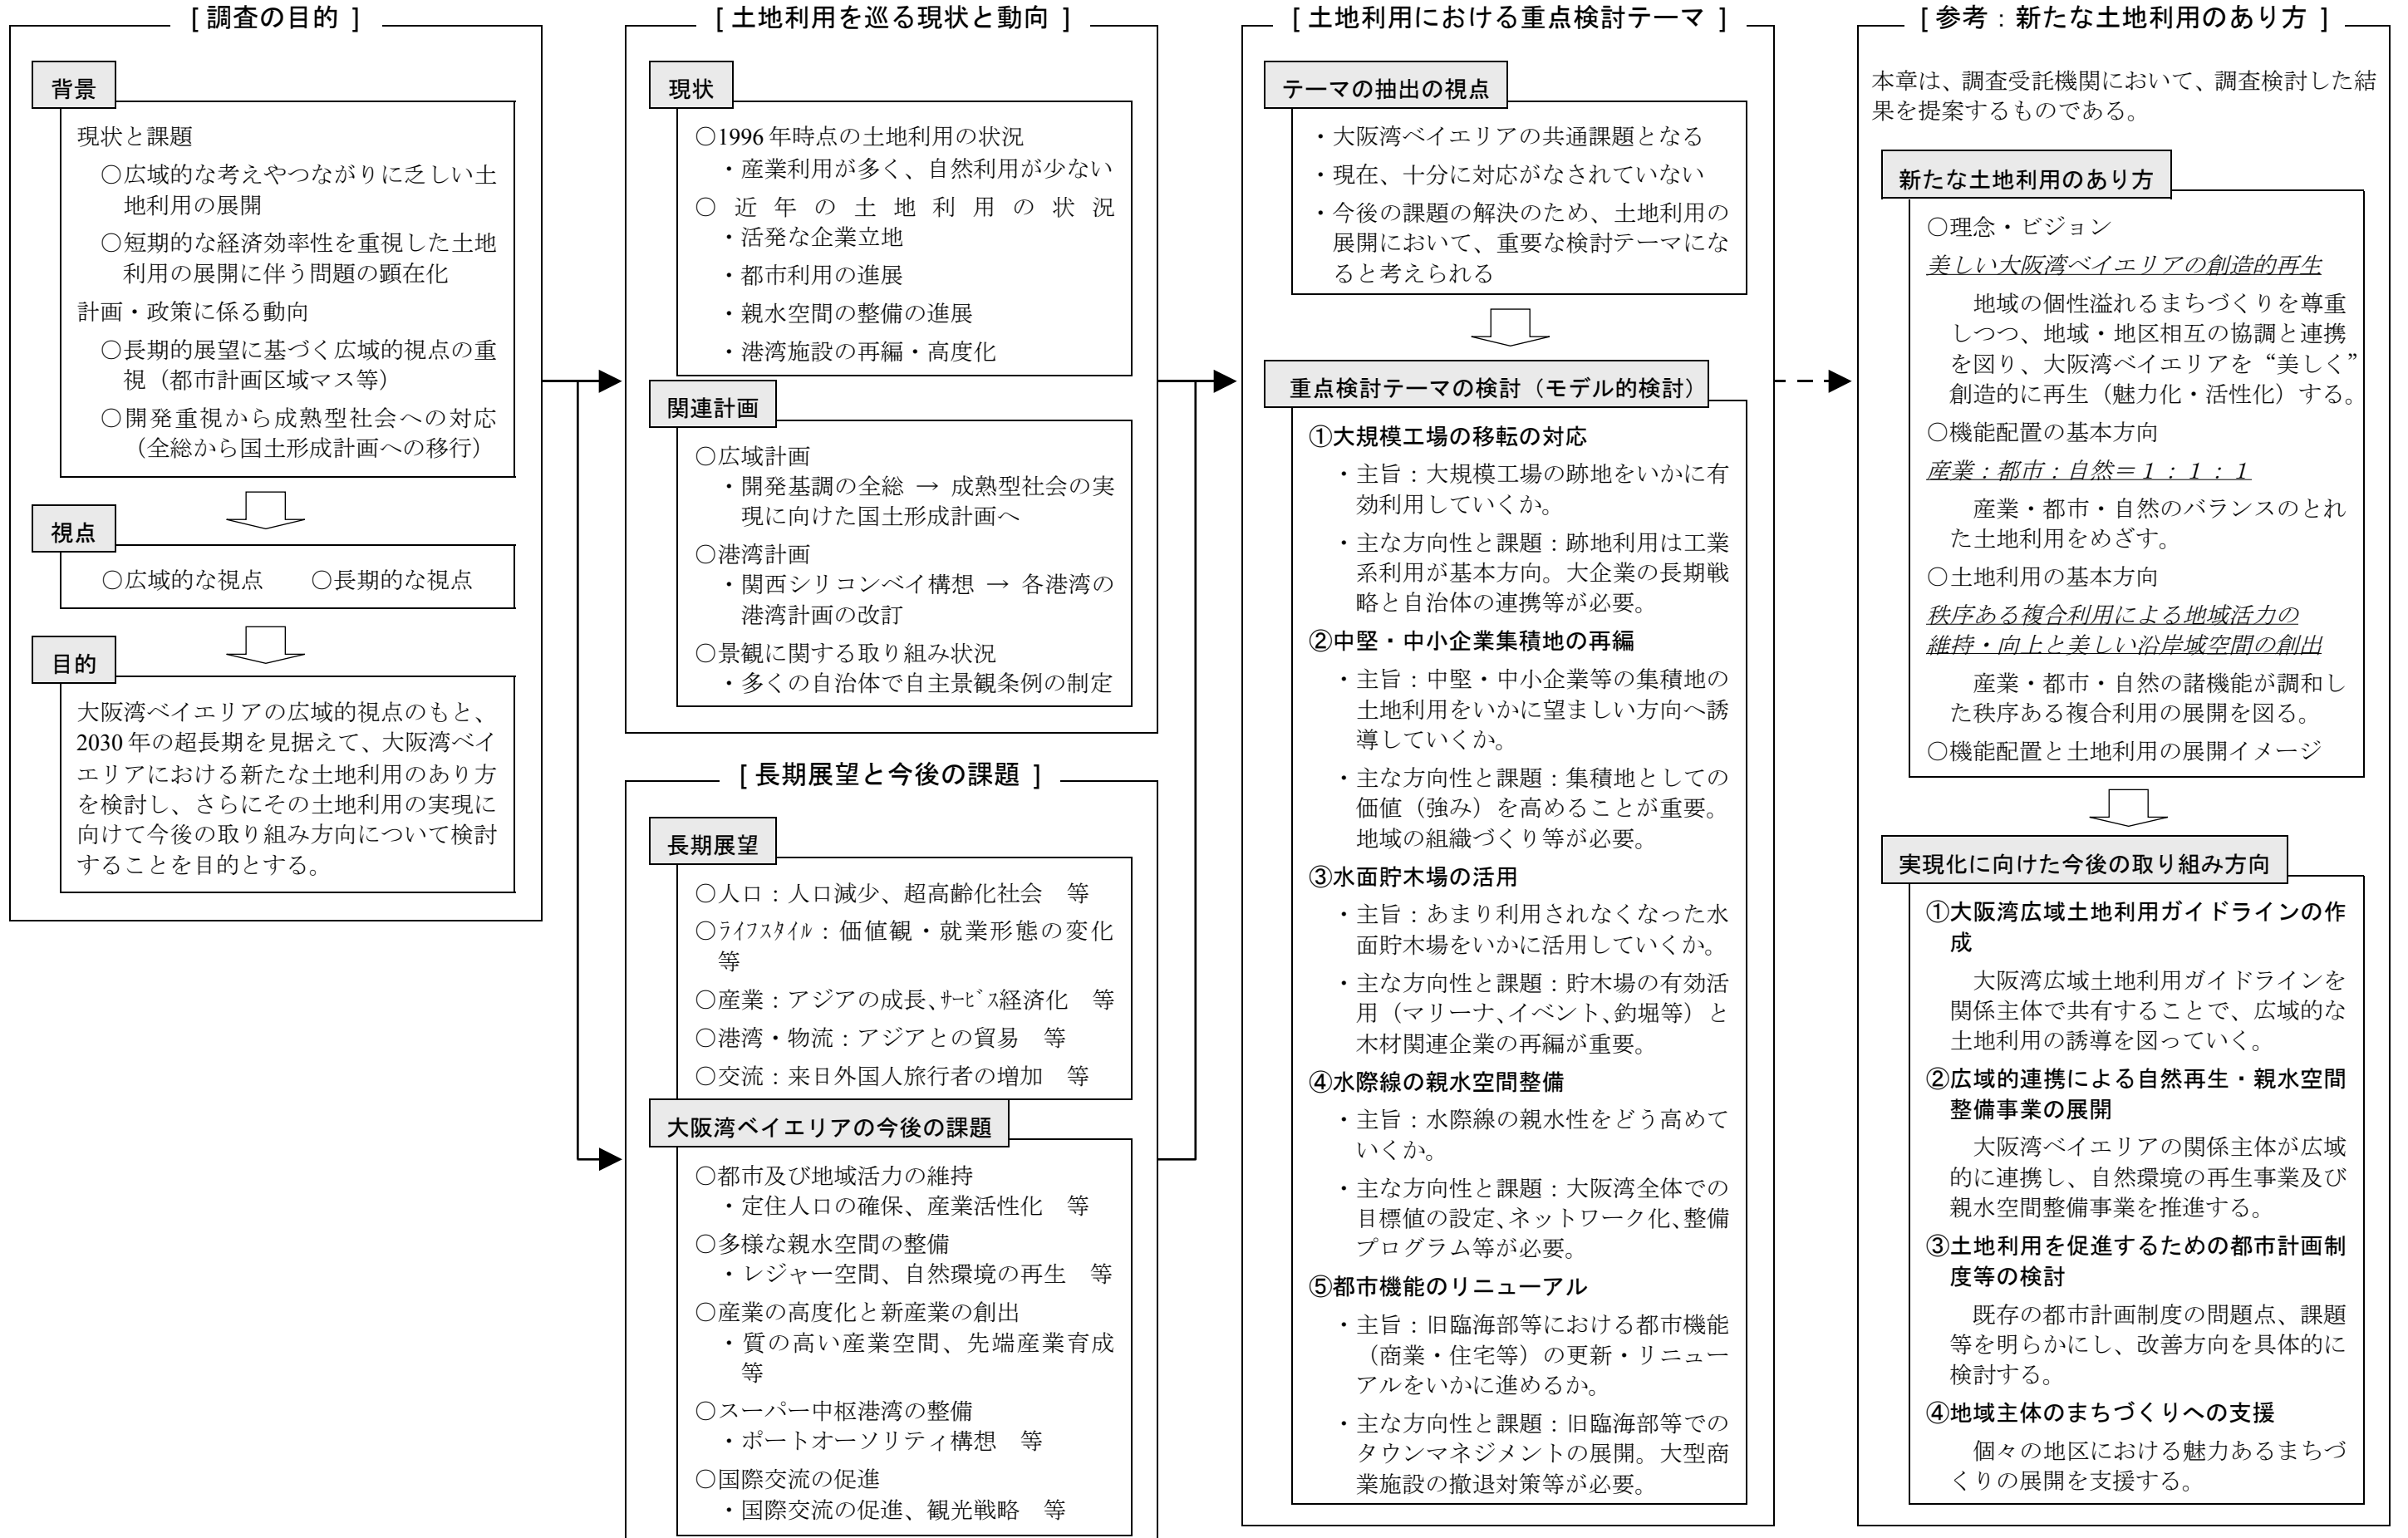 [ 調査の目的 ]
背景
現状と課題
○広域的な考えやつながりに乏しい土
地利用の展開
○短期的な経済効率性を重視した土地
利用の展開に伴う問題の顕在化
計画・政策に係る動向
○長期的展望に基づく広域的視点の重
視（都市計画区域マス等）
○開発重視から成熟型社会への対応
（全総から国土形成計画への移行）
視点
○広域的な視点　　○長期的な視点
目的
大阪湾ベイエリアの広域的視点のもと、
2030年の超長期を見据えて、大阪湾ベイ
エリアにおける新たな土地利用のあり方
を検討し、さらにその土地利用の実現に
向けて今後の取り組み方向について検討
することを目的とする。
[ 土地利用を巡る現状と動向 ]
現状
○1996年時点の土地利用の状況
・産業利用が多く、自然利用が少ない
○近年の土地利用の状況
・活発な企業立地
・都市利用の進展
・親水空間の整備の進展
・港湾施設の再編・高度化
関連計画
○広域計画
・開発基調の全総 → 成熟型社会の実
現に向けた国土形成計画へ
○港湾計画
・関西シリコンベイ構想 → 各港湾の
港湾計画の改訂
○景観に関する取り組み状況
・多くの自治体で自主景観条例の制定
[ 長期展望と今後の課題 ]
長期展望
○人口：人口減少、超高齢化社会　等
○ﾗｲﾌｽﾀｲﾙ：価値観・就業形態の変化
等
○産業：アジアの成長、ｻｰﾋﾞｽ経済化　等
○港湾・物流：アジアとの貿易　等
○交流：来日外国人旅行者の増加　等
大阪湾ベイエリアの今後の課題
○都市及び地域活力の維持
・定住人口の確保、産業活性化　等
○多様な親水空間の整備
・レジャー空間、自然環境の再生　等
○産業の高度化と新産業の創出
・質の高い産業空間、先端産業育成
等
○スーパー中枢港湾の整備
・ポートオーソリティ構想　等
○国際交流の促進
・国際交流の促進、観光戦略　等
[ 土地利用における重点検討テーマ ]
テーマの抽出の視点
・大阪湾ベイエリアの共通課題となる
・現在、十分に対応がなされていない
・今後の課題の解決のため、土地利用の
展開において、重要な検討テーマにな
ると考えられる
重点検討テーマの検討（モデル的検討）
①大規模工場の移転の対応
・主旨：大規模工場の跡地をいかに有
効利用していくか。
・主な方向性と課題：跡地利用は工業
系利用が基本方向。大企業の長期戦
略と自治体の連携等が必要。
②中堅・中小企業集積地の再編
・主旨：中堅・中小企業等の集積地の
土地利用をいかに望ましい方向へ誘
導していくか。
・主な方向性と課題：集積地としての
価値（強み）を高めることが重要。
地域の組織づくり等が必要。
③水面貯木場の活用
・主旨：あまり利用されなくなった水
面貯木場をいかに活用していくか。
・主な方向性と課題：貯木場の有効活
用（マリーナ、イベント、釣堀等）と
木材関連企業の再編が重要。
④水際線の親水空間整備
・主旨：水際線の親水性をどう高めて
いくか。
・主な方向性と課題：大阪湾全体での
目標値の設定、ネットワーク化、整備
プログラム等が必要。
⑤都市機能のリニューアル
・主旨：旧臨海部等における都市機能
（商業・住宅等）の更新・リニュー
アルをいかに進めるか。
・主な方向性と課題：旧臨海部等での
タウンマネジメントの展開。大型商
業施設の撤退対策等が必要。
[ 参考：新たな土地利用のあり方 ]
本章は、調査受託機関において、調査検討した結
果を提案するものである。
新たな土地利用のあり方
○理念・ビジョン
美しい大阪湾ベイエリアの創造的再生
地域の個性溢れるまちづくりを尊重
しつつ、地域・地区相互の協調と連携
を図り、大阪湾ベイエリアを“美しく”
創造的に再生（魅力化・活性化）する。
○機能配置の基本方向
産業：都市：自然＝１：１：１
産業・都市・自然のバランスのとれ
た土地利用をめざす。
○土地利用の基本方向
秩序ある複合利用による地域活力の
維持・向上と美しい沿岸域空間の創出
産業・都市・自然の諸機能が調和し
た秩序ある複合利用の展開を図る。
○機能配置と土地利用の展開イメージ
実現化に向けた今後の取り組み方向
①大阪湾広域土地利用ガイドラインの作
成
大阪湾広域土地利用ガイドラインを
関係主体で共有することで、広域的な
土地利用の誘導を図っていく。
②広域的連携による自然再生・親水空間
整備事業の展開
大阪湾ベイエリアの関係主体が広域
的に連携し、自然環境の再生事業及び
親水空間整備事業を推進する。
③土地利用を促進するための都市計画制
度等の検討
既存の都市計画制度の問題点、課題
等を明らかにし、改善方向を具体的に
検討する。
④地域主体のまちづくりへの支援
個々の地区における魅力あるまちづ
くりの展開を支援する。